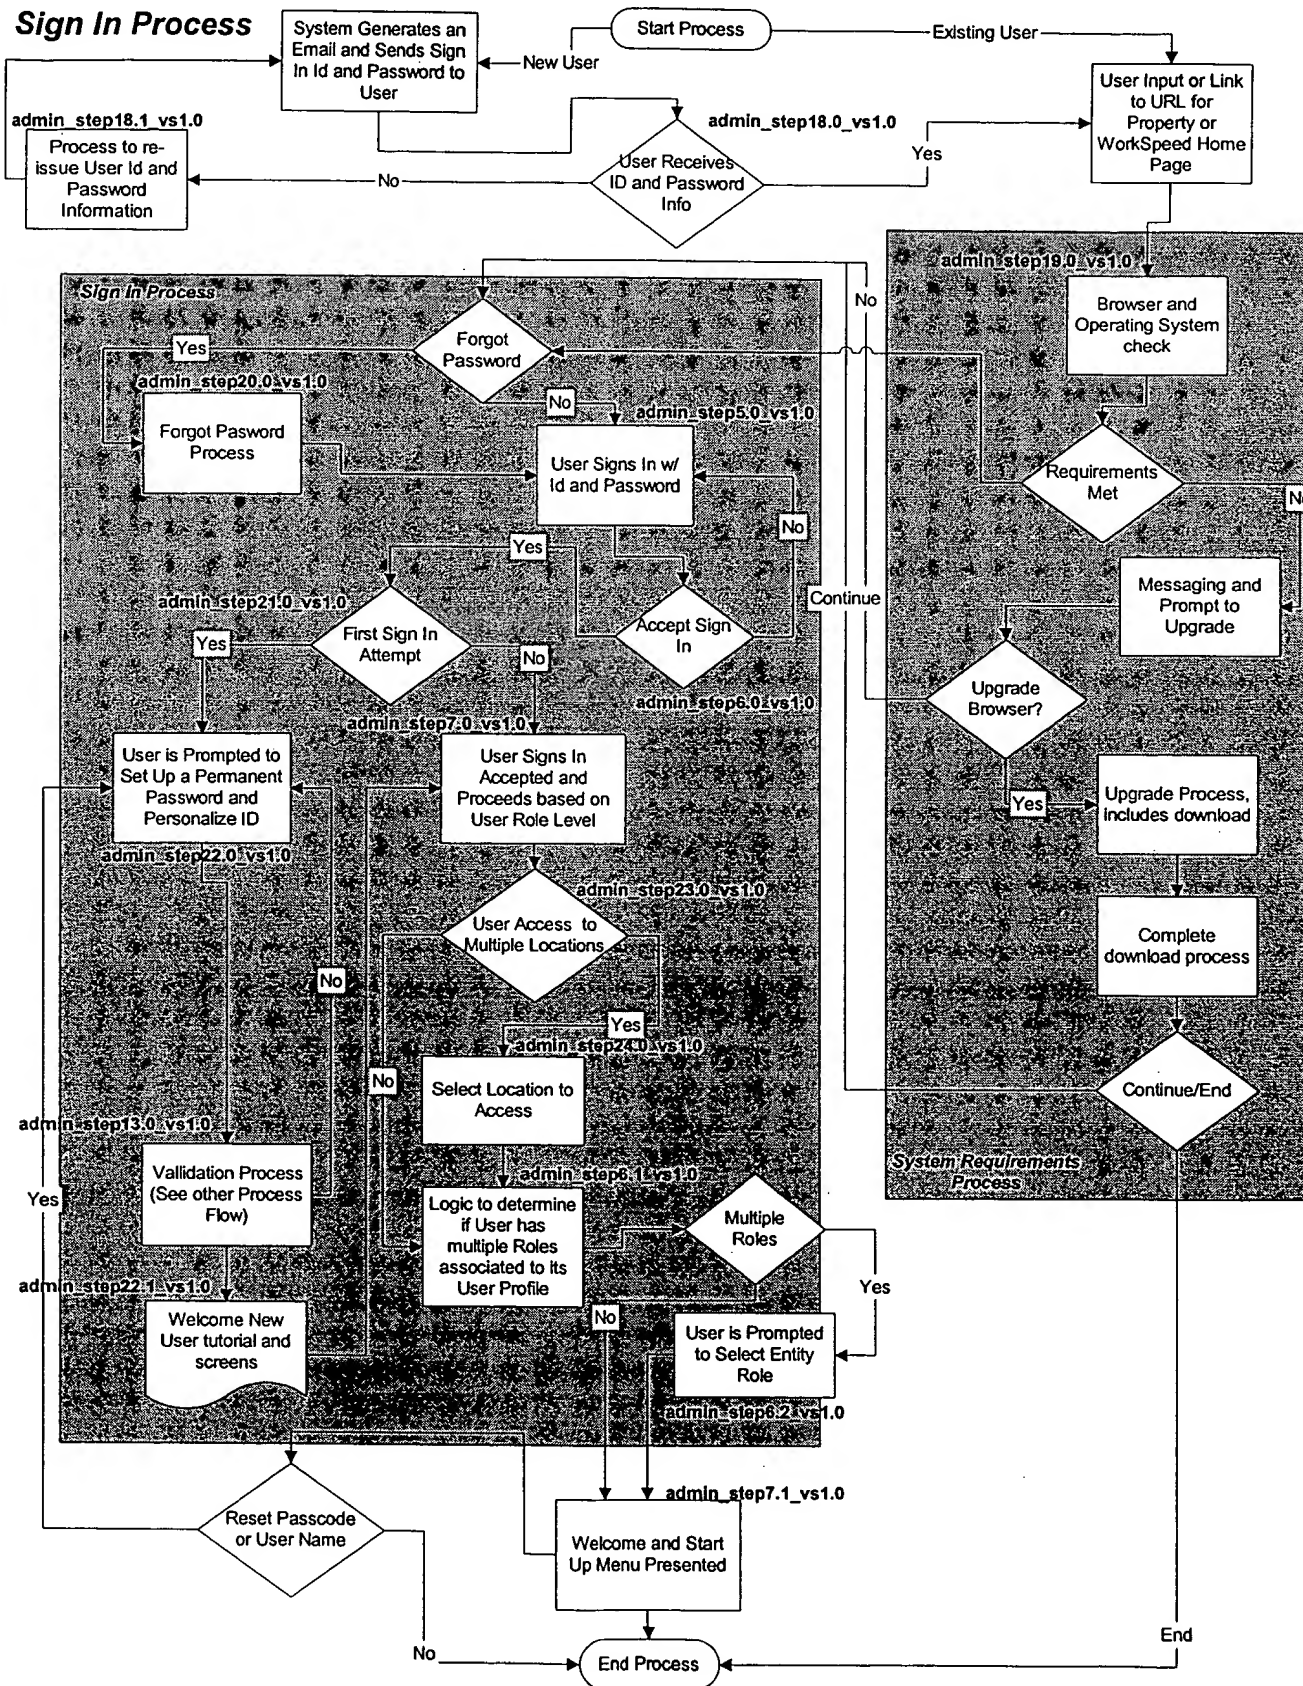 Sign In Process
System Generates an
Email and Sends Sign
In Id and Password to
User
Start Process
New User
Existing User
User Input or Link
to URL for
Property or
WorkSpeed Home
Page
admin_step18.1_vs1.0
Process to re-
issue User Id and
Password
Information
admin_step18.0_vs1.0
User Receives
ID and Password
Info
No
Yes
Sign In Process
admin_step19.0_vs1.0
Browser and
Operating System
check
No
Forgot
Password
Yes
No
admin_step20.0_vs1.0
Forgot Pasword
Process
admin_step5.0_vs1.0
User Signs In w/
Id and Password
Requirements
Met
No
No
Yes
admin_step21.0_vs1.0
First Sign In
Attempt
Accept Sign
In
Continue
Messaging and
Prompt to
Upgrade
Yes
No
admin_step6.0_vs1.0
Upgrade
Browser?
admin_step7.0_vs1.0
User is Prompted to
Set Up a Permanent
Password and
Personalize ID
User Signs In
Accepted and
Proceeds based on
User Role Level
Yes
Upgrade Process,
includes download
admin_step22.0_vs1.0
admin_step23.0_vs1.0
User Access to
Multiple Locations
Complete
download process
No
Yes
admin_step24.0_vs1.0
No
Select Location to
Access
Continue/End
admin_step13.0_vs1.0
Vallidation Process
(See other Process
Flow)
Yes
admin_step6.1_vs1.0
Logic to determine
if User has
multiple Roles
associated to Its
User Profile
Multiple
Roles
System Requirements
Process
Yes
admin_step22.1_vs1.0
Welcome New
User tutorial and
screens
No
User is Prompted
to Select Entity
Role
admin_step6.2_vs1.0
admin_step7.1_vs1.0
Reset Passcode
or User Name
Welcome and Start
Up Menu Presented
No
End
End Process